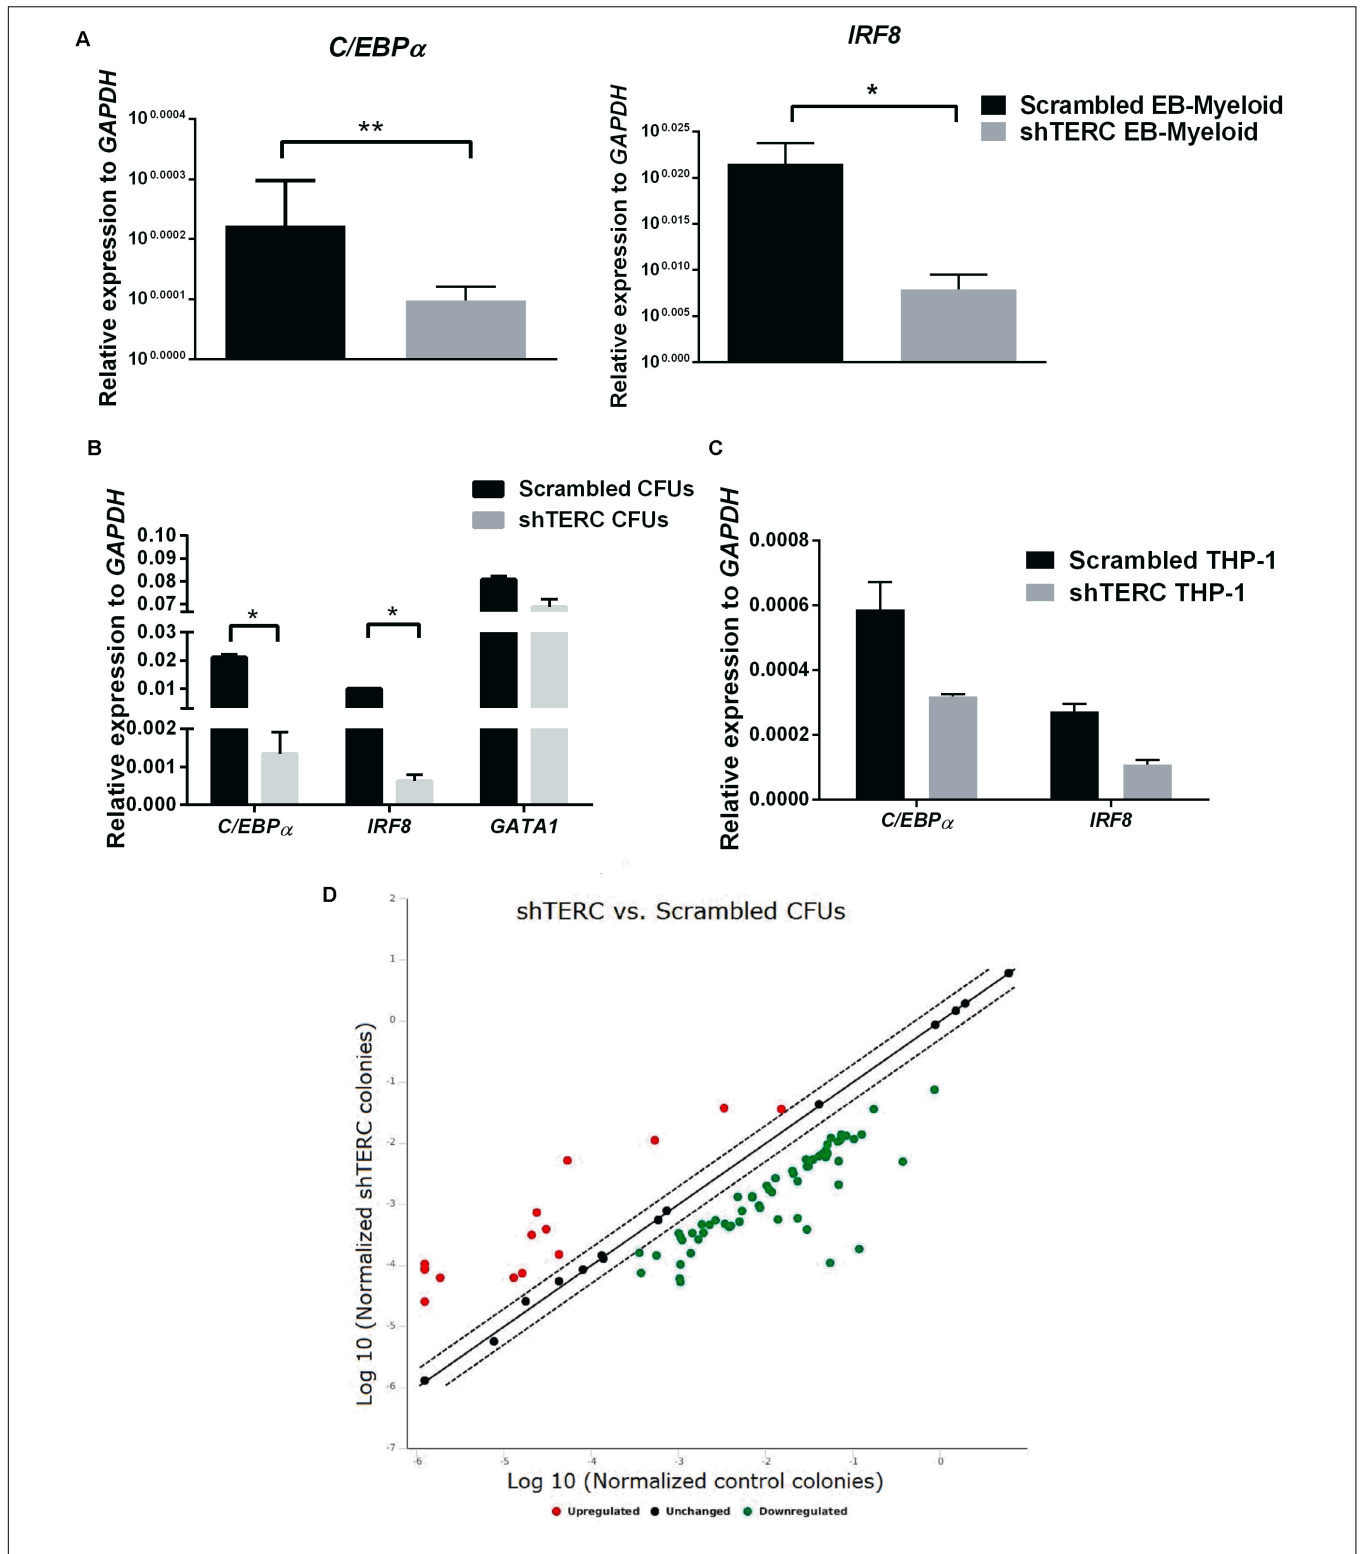 A
C/EBPα
IRF8
Relative expression to GAPDH
10^0.0004
10^0.0003
10^0.0002
10^0.0001
10^0.0000
**
Relative expression to GAPDH
10^0.025
10^0.020
10^0.015
10^0.010
10^0.005
10^0.000
*
Scrambled EB-Myeloid
shTERC EB-Myeloid
B
Relative expression to GAPDH
0.10
0.09
0.08
0.07
0.03
0.02
0.01
0.002
0.001
0.000
*
*
Scrambled CFUs
shTERC CFUs
C/EBPα IRF8 GATA1
C
Relative expression to GAPDH
0.0008
0.0006
0.0004
0.0002
0.0000
Scrambled THP-1
shTERC THP-1
C/EBPα IRF8
D
shTERC vs. Scrambled CFUs
Log 10 (Normalized shTERC colonies)
2
1
0
-1
-2
-3
-4
-5
-6
-7
-6 -5 -4 -3 -2 -1 0
Log 10 (Normalized control colonies)
Upregulated Unchanged Downregulated